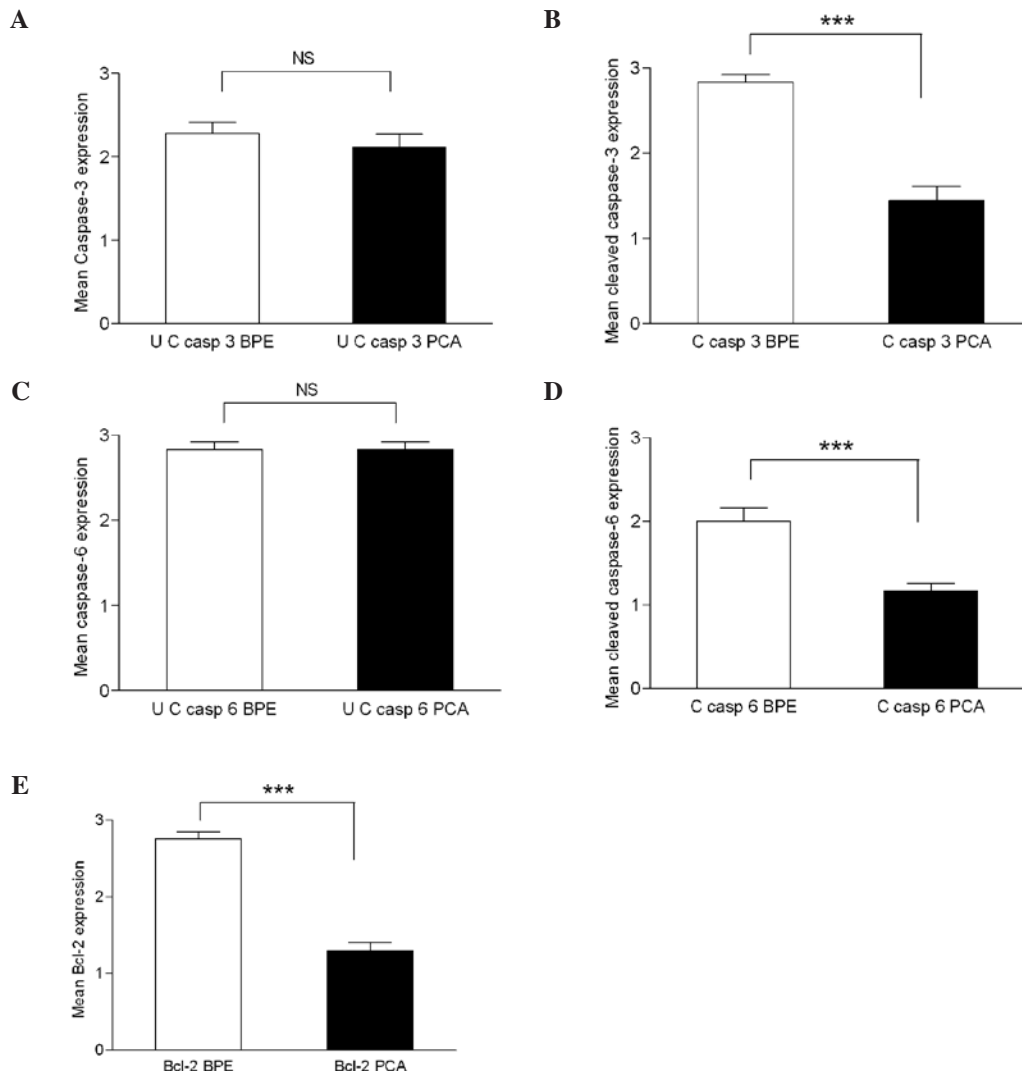 A
NS
Mean Caspase-3 expression
3
2
1
0
U C casp 3 BPE
U C casp 3 PCA
B
***
Mean cleaved caspase-3 expression
3
2
1
0
C casp 3 BPE
C casp 3 PCA
C
NS
Mean caspase-6 expression
3
2
1
0
U C casp 6 BPE
U C casp 6 PCA
D
***
Mean cleaved caspase-6 expression
3
2
1
0
C casp 6 BPE
C casp 6 PCA
E
***
Mean Bcl-2 expression
3
2
1
0
Bcl-2 BPE
Bcl-2 PCA